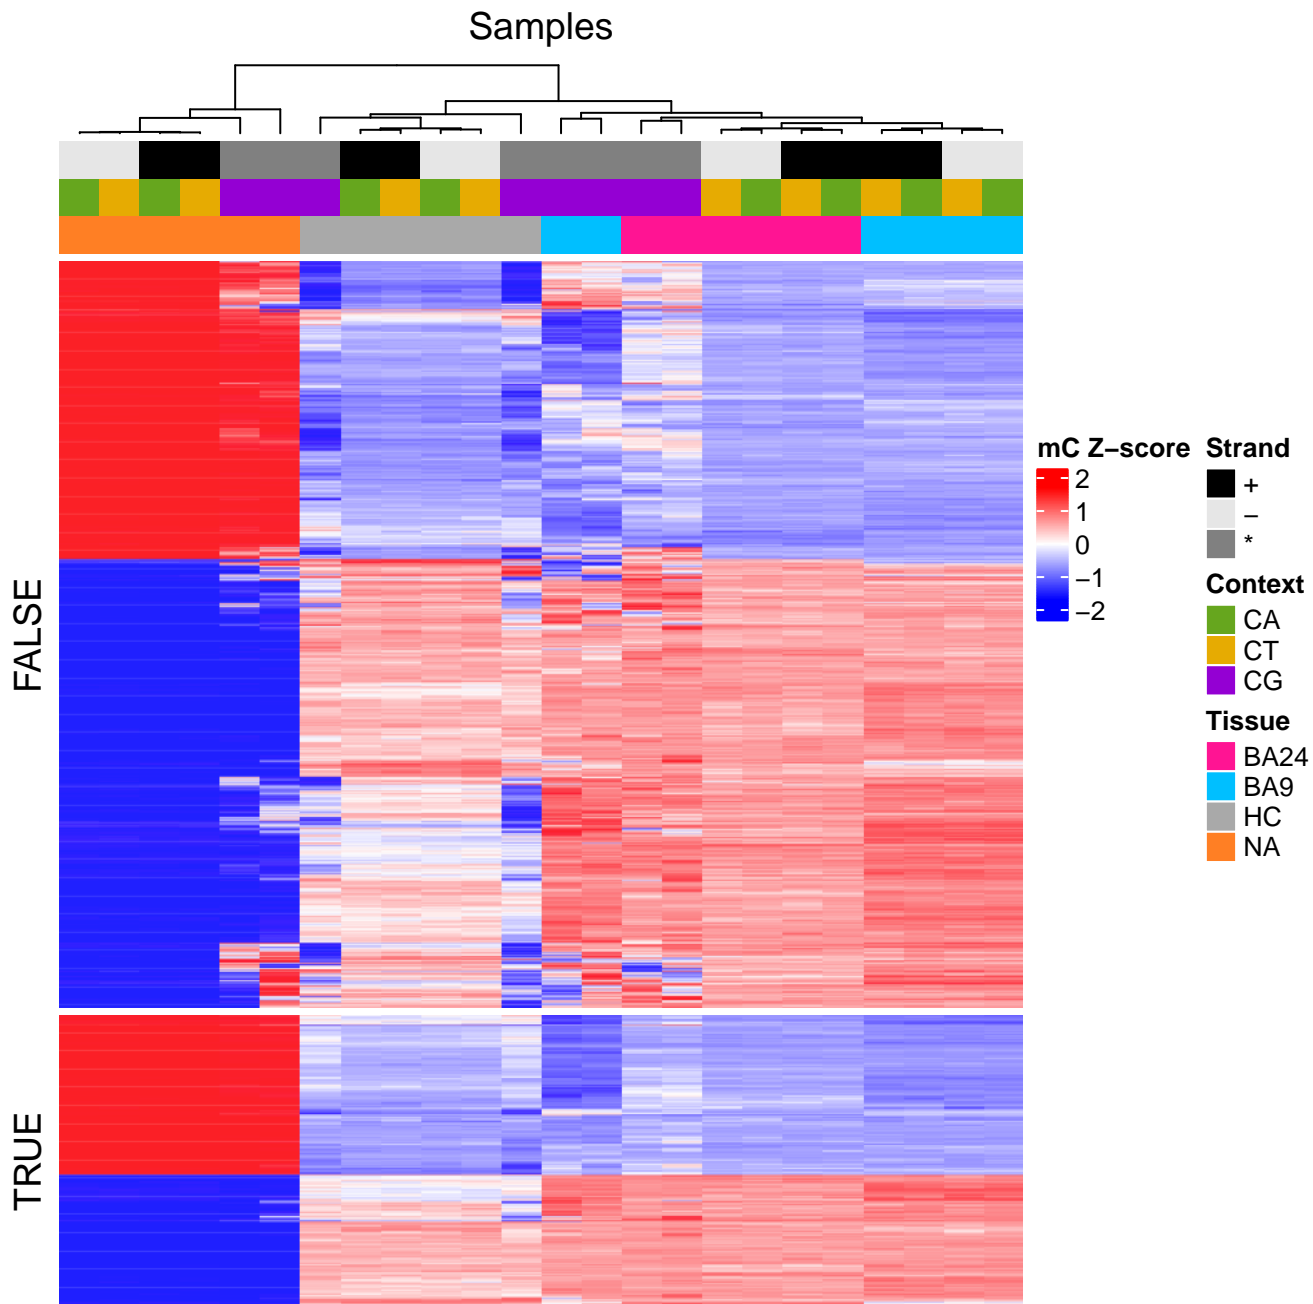 Samples
FALSE
TRUE
mC Z−score
2
1
0
−1
−2
Strand
+
−
*
Context
CA
CT
CG
Tissue
BA24
BA9
HC
NA